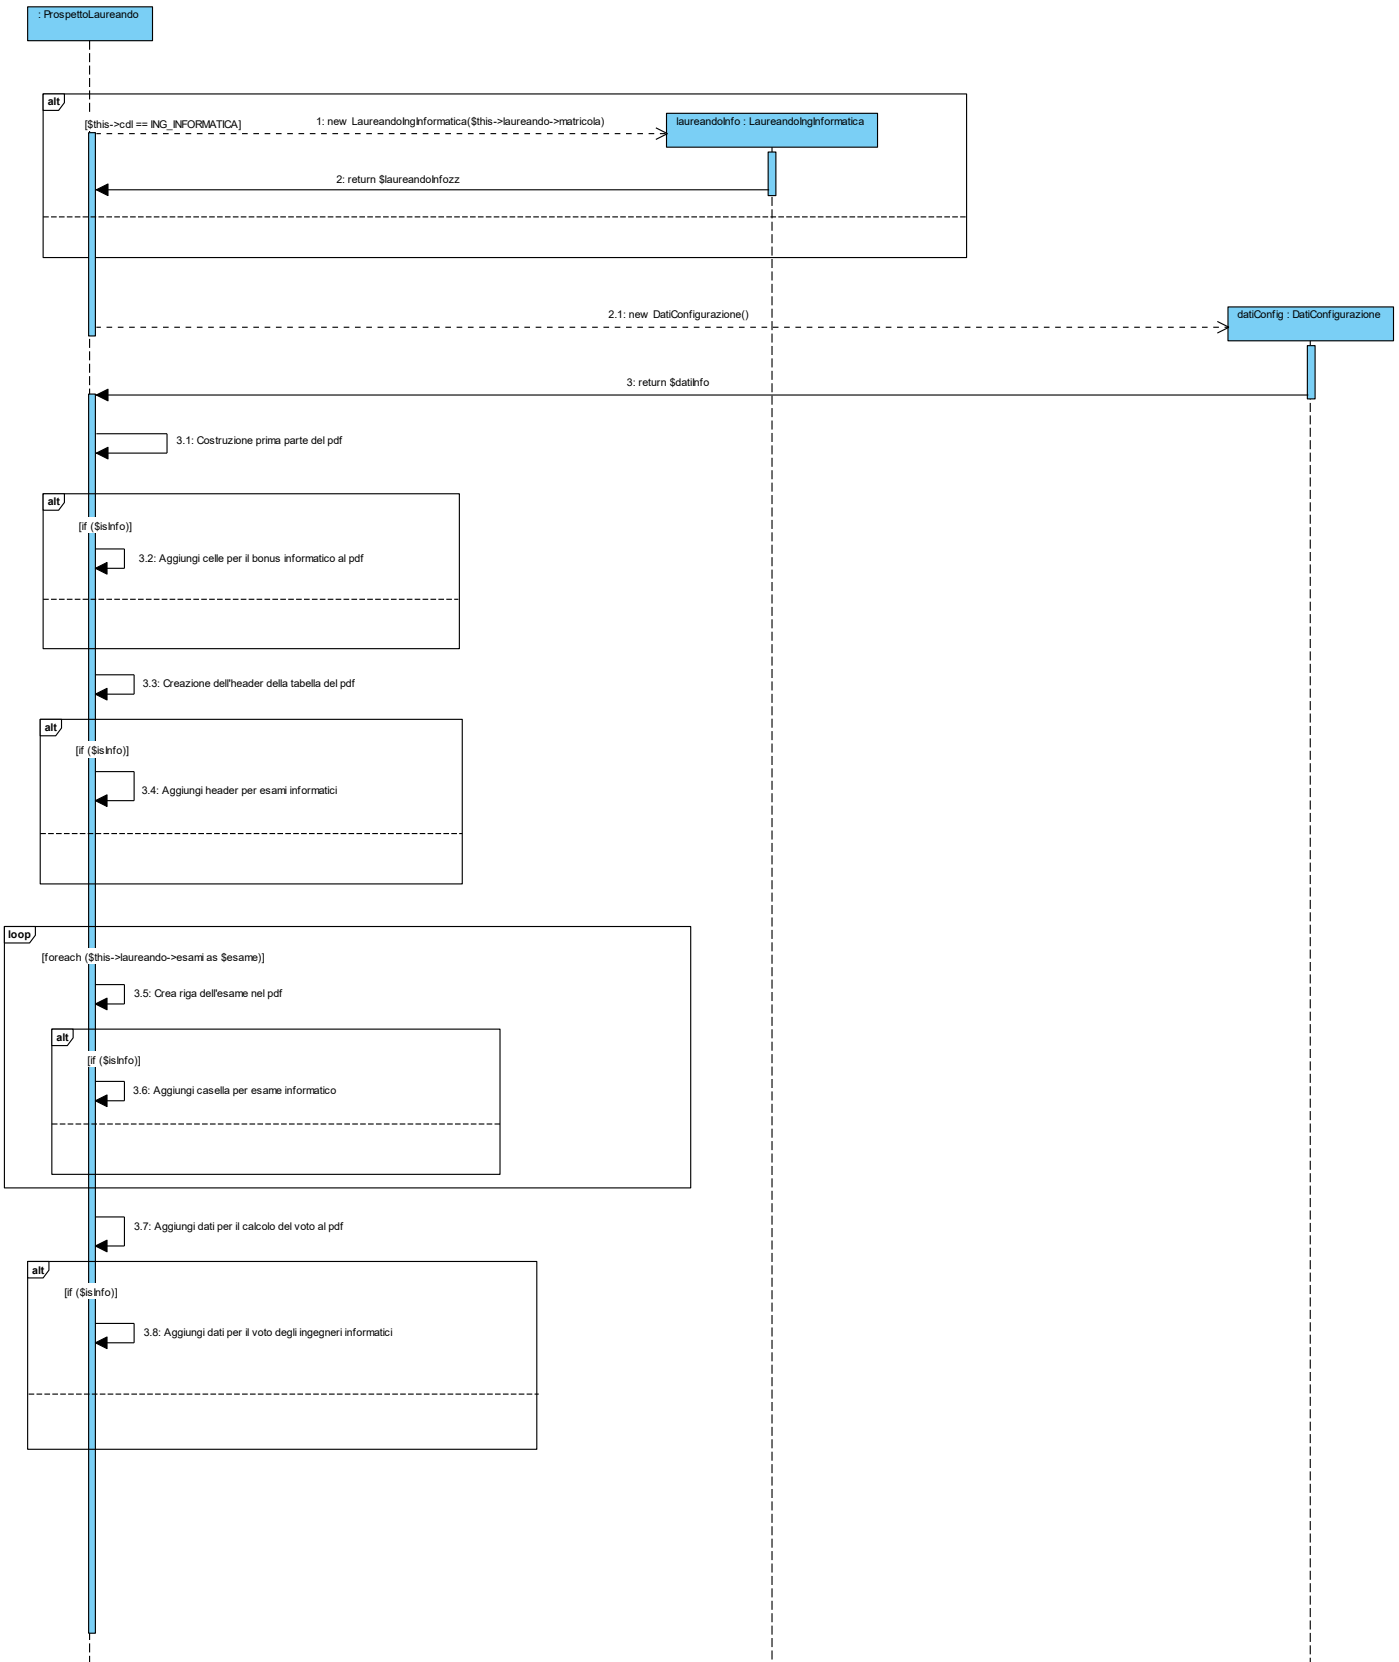 : ProspettoLaureando
alt
[$this->cdl == ING_INFORMATICA]
1: new LaureandoIngInformatica($this->laureando->matricola)
laureandoInfo : LaureandoIngInformatica
2: return $laureandoInfozz
2.1: new DatiConfigurazione()
datiConfig : DatiConfigurazione
3: return $datiInfo
3.1: Costruzione prima parte del pdf
alt
[if ($isInfo)]
3.2: Aggiungi celle per il bonus informatico al pdf
3.3: Creazione dell'header della tabella del pdf
alt
[if ($isInfo)]
3.4: Aggiungi header per esami informatici
loop
[foreach ($this->laureando->esami as $esame)]
3.5: Crea riga dell'esame nel pdf
alt
[if ($isInfo)]
3.6: Aggiungi casella per esame informatico
3.7: Aggiungi dati per il calcolo del voto al pdf
alt
[if ($isInfo)]
3.8: Aggiungi dati per il voto degli ingegneri informatici